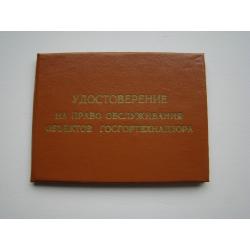 УДОСТОВЕРЕНИЕ
НА ПРАВО ОБСЛУЖИВАНИЯ
ОБЪЕКТОВ ГОСГОРТЕХНАДЗОРА